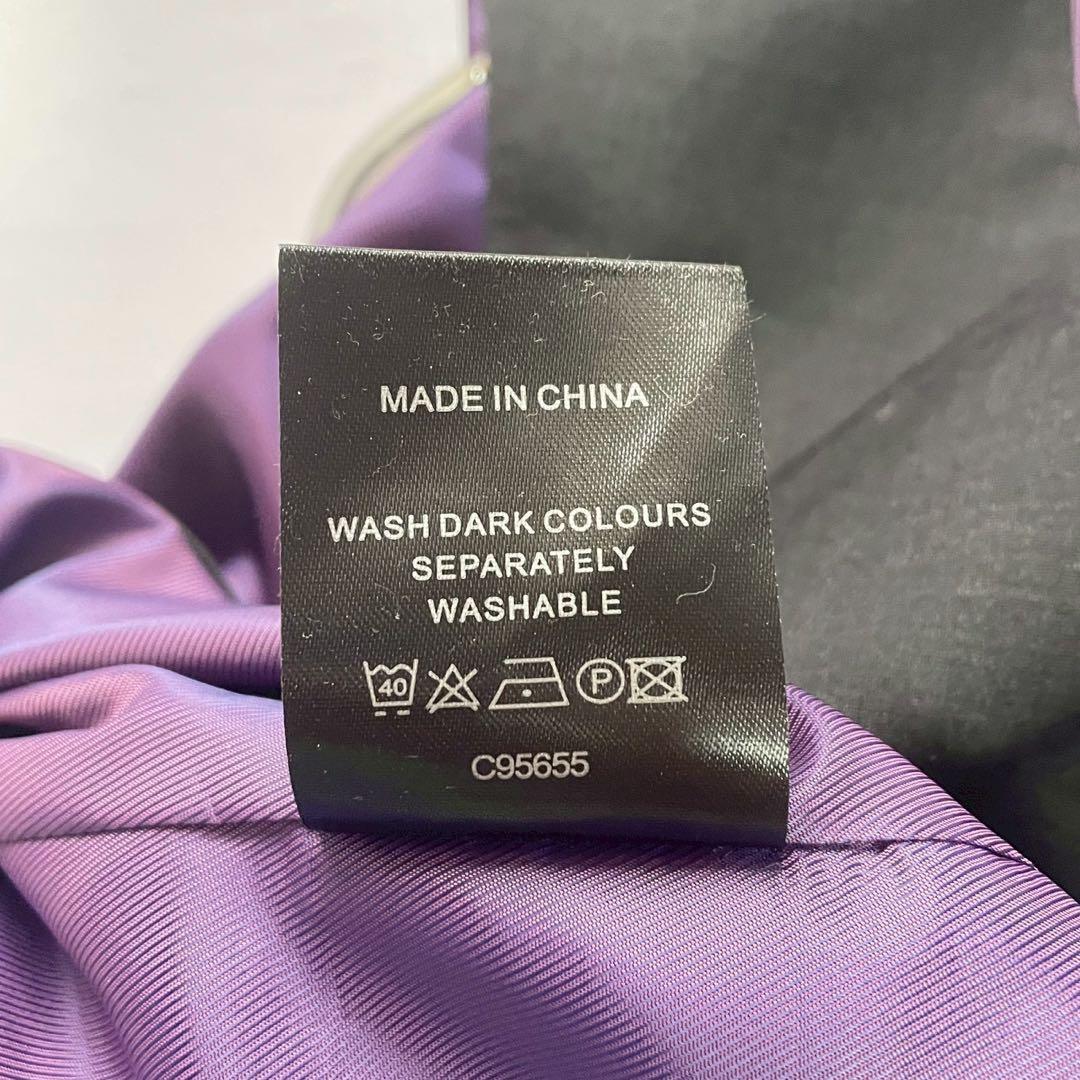 MADE IN CHINA
WASH DARK COLOURS
SEPARATELY
WASHABLE
40 P
C95655